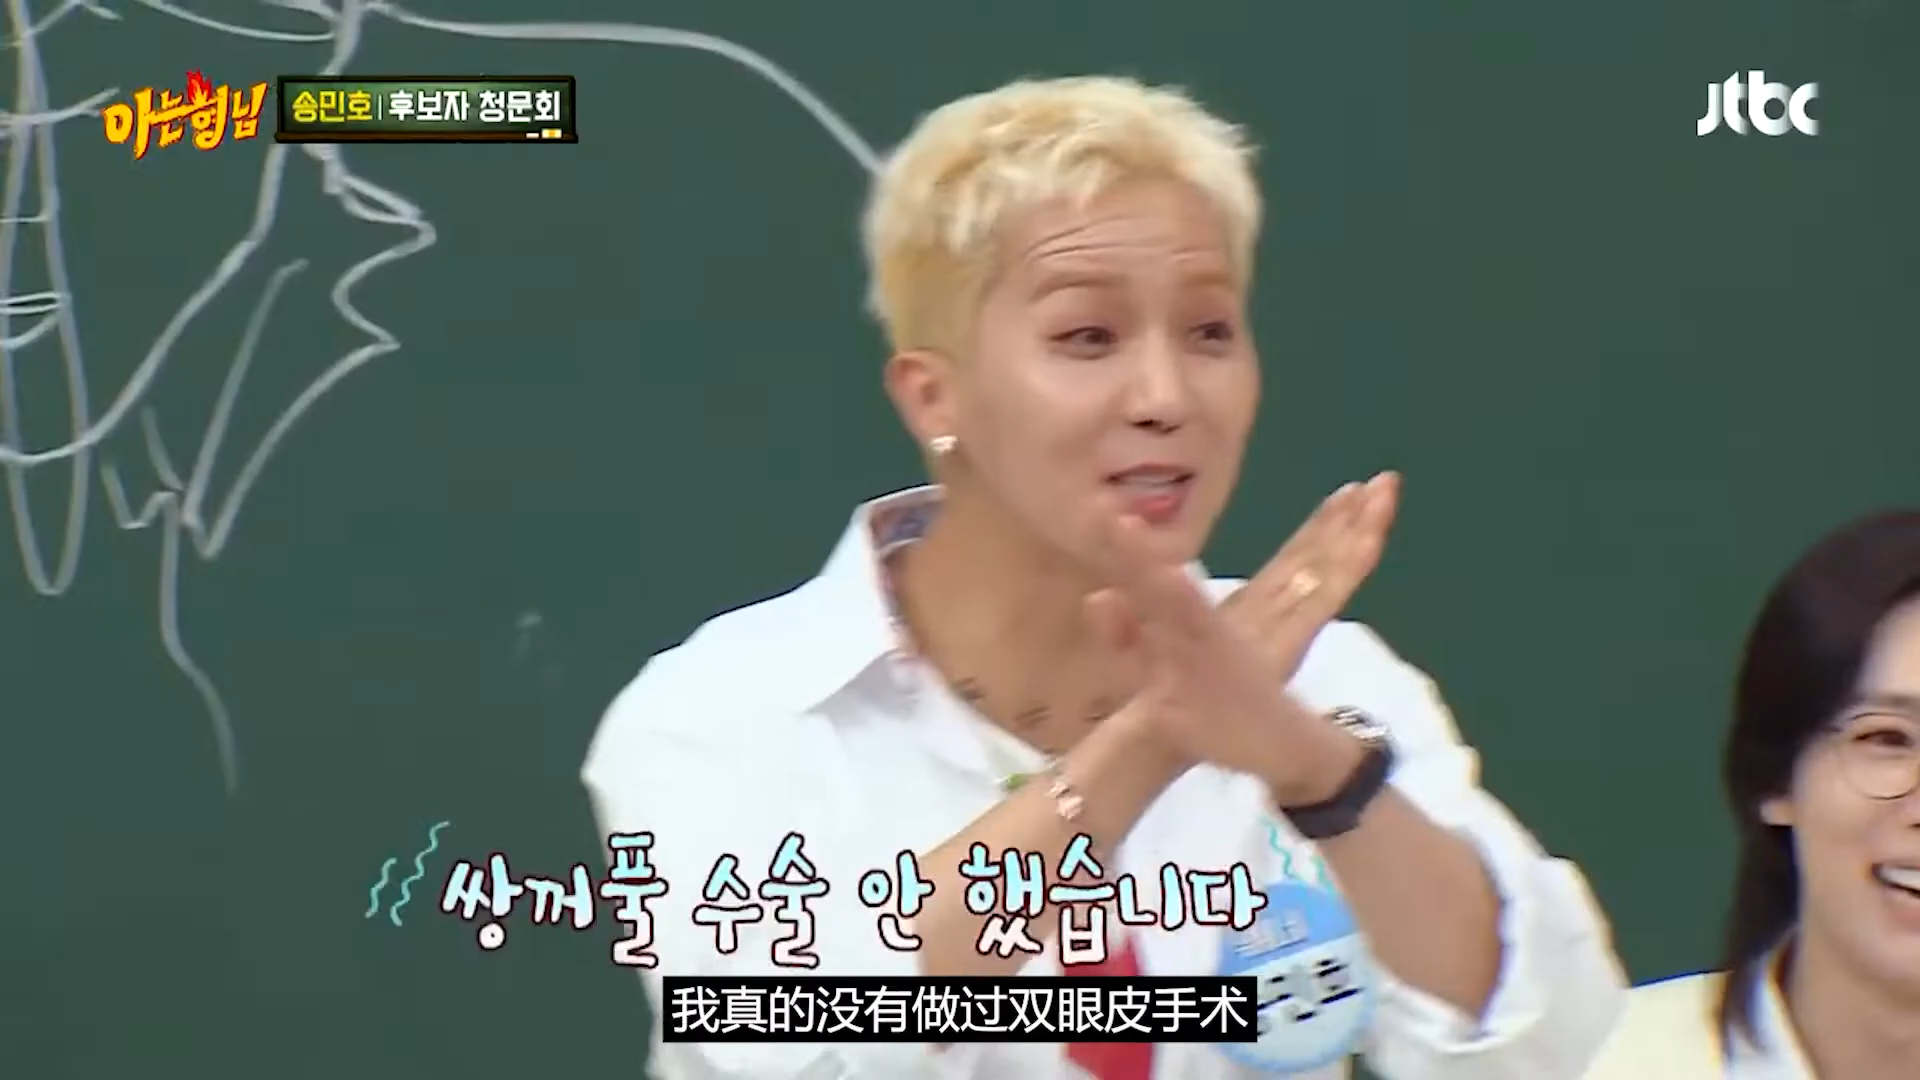 아는형님
송민호 | 후보자 청문회
jtbc
쌍꺼풀 수술 안 했습니다
我真的没有做过双眼皮手术